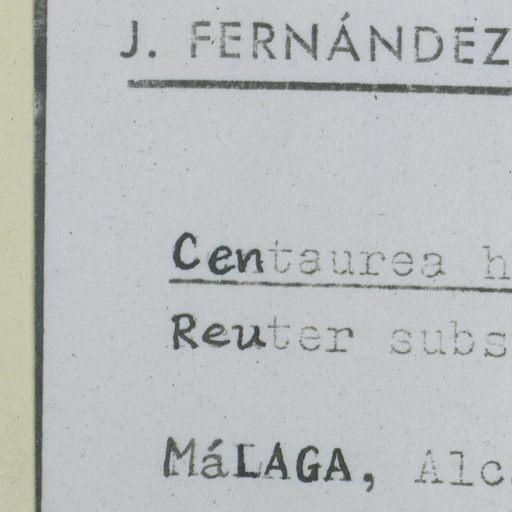 J. FERNÁNDEZ
Centaurea h
Reuter subs
MáLAGA, Alc